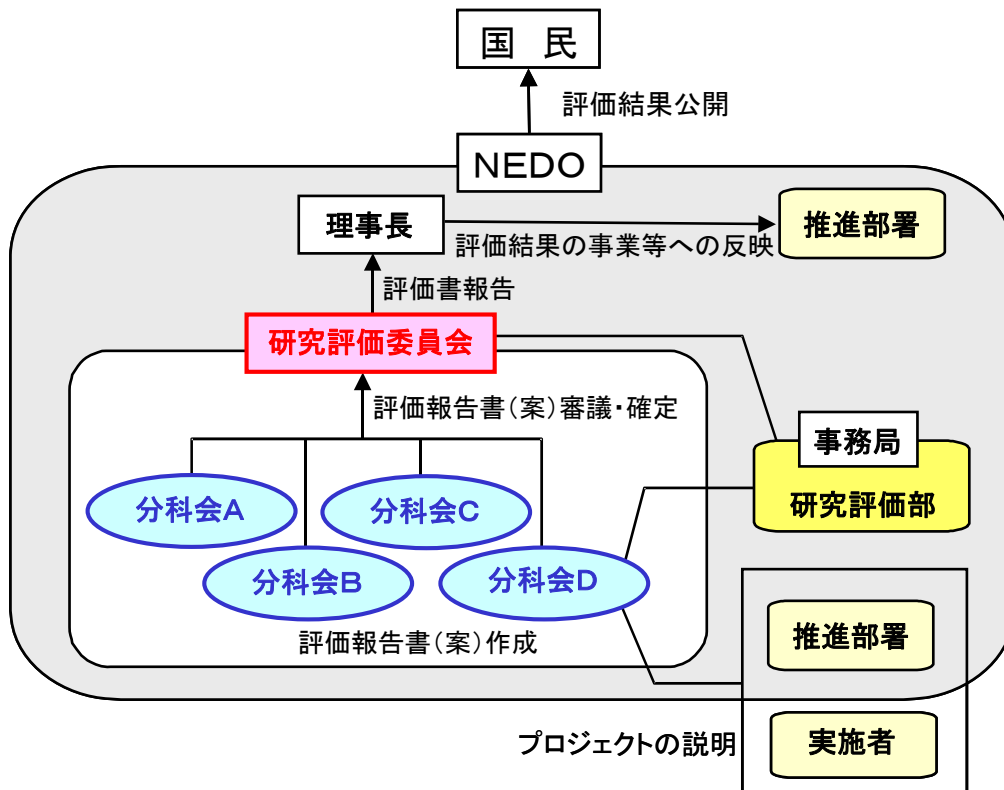 国　民
評価結果公開
NEDO
理事長
推進部署
評価結果の事業等への反映
評価書報告
研究評価委員会
評価報告書(案)審議・確定
事務局
研究評価部
分科会A
分科会C
分科会B
分科会D
評価報告書(案)作成
推進部署
プロジェクトの説明
実施者